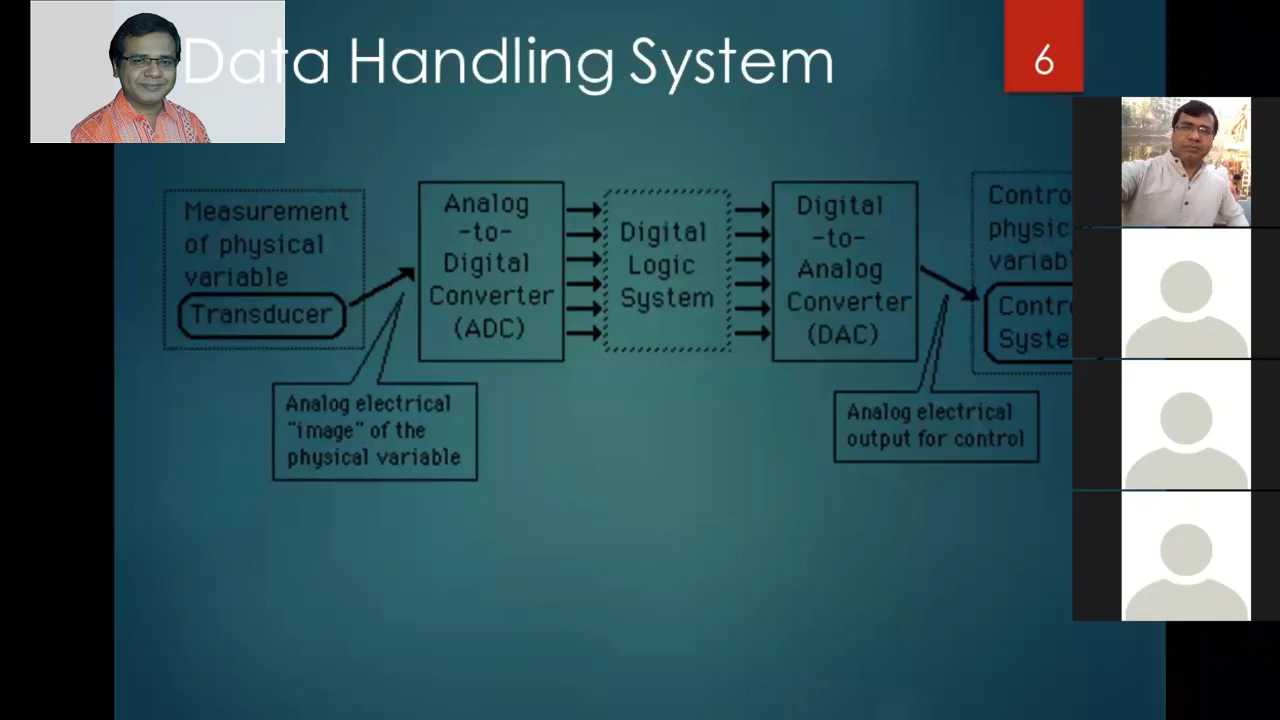 Data Handling System
6
Measurement
of physical
variable
Transducer
Analog
-to-
Digital
Converter
(ADC)
Digital
Logic
System
Digital
-to-
Analog
Converter
(DAC)
Analog electrical
"image" of the
physical variable
Analog electrical
output for control